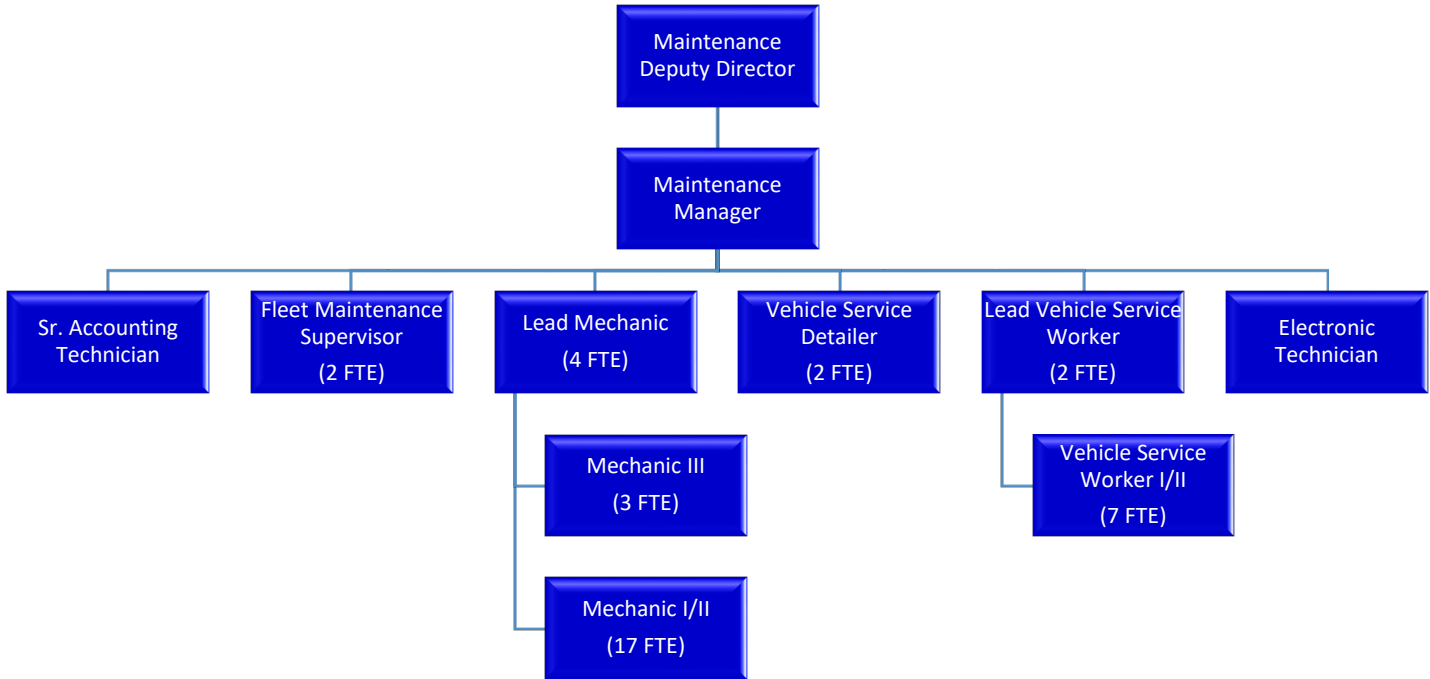 Maintenance
Deputy Director
Maintenance
Manager
Sr. Accounting
Technician
Fleet Maintenance
Supervisor
(2 FTE)
Lead Mechanic
(4 FTE)
Mechanic III
(3 FTE)
Mechanic I/II
(17 FTE)
Vehicle Service
Detailer
(2 FTE)
Lead Vehicle Service
Worker
(2 FTE)
Vehicle Service
Worker I/II
(7 FTE)
Electronic
Technician